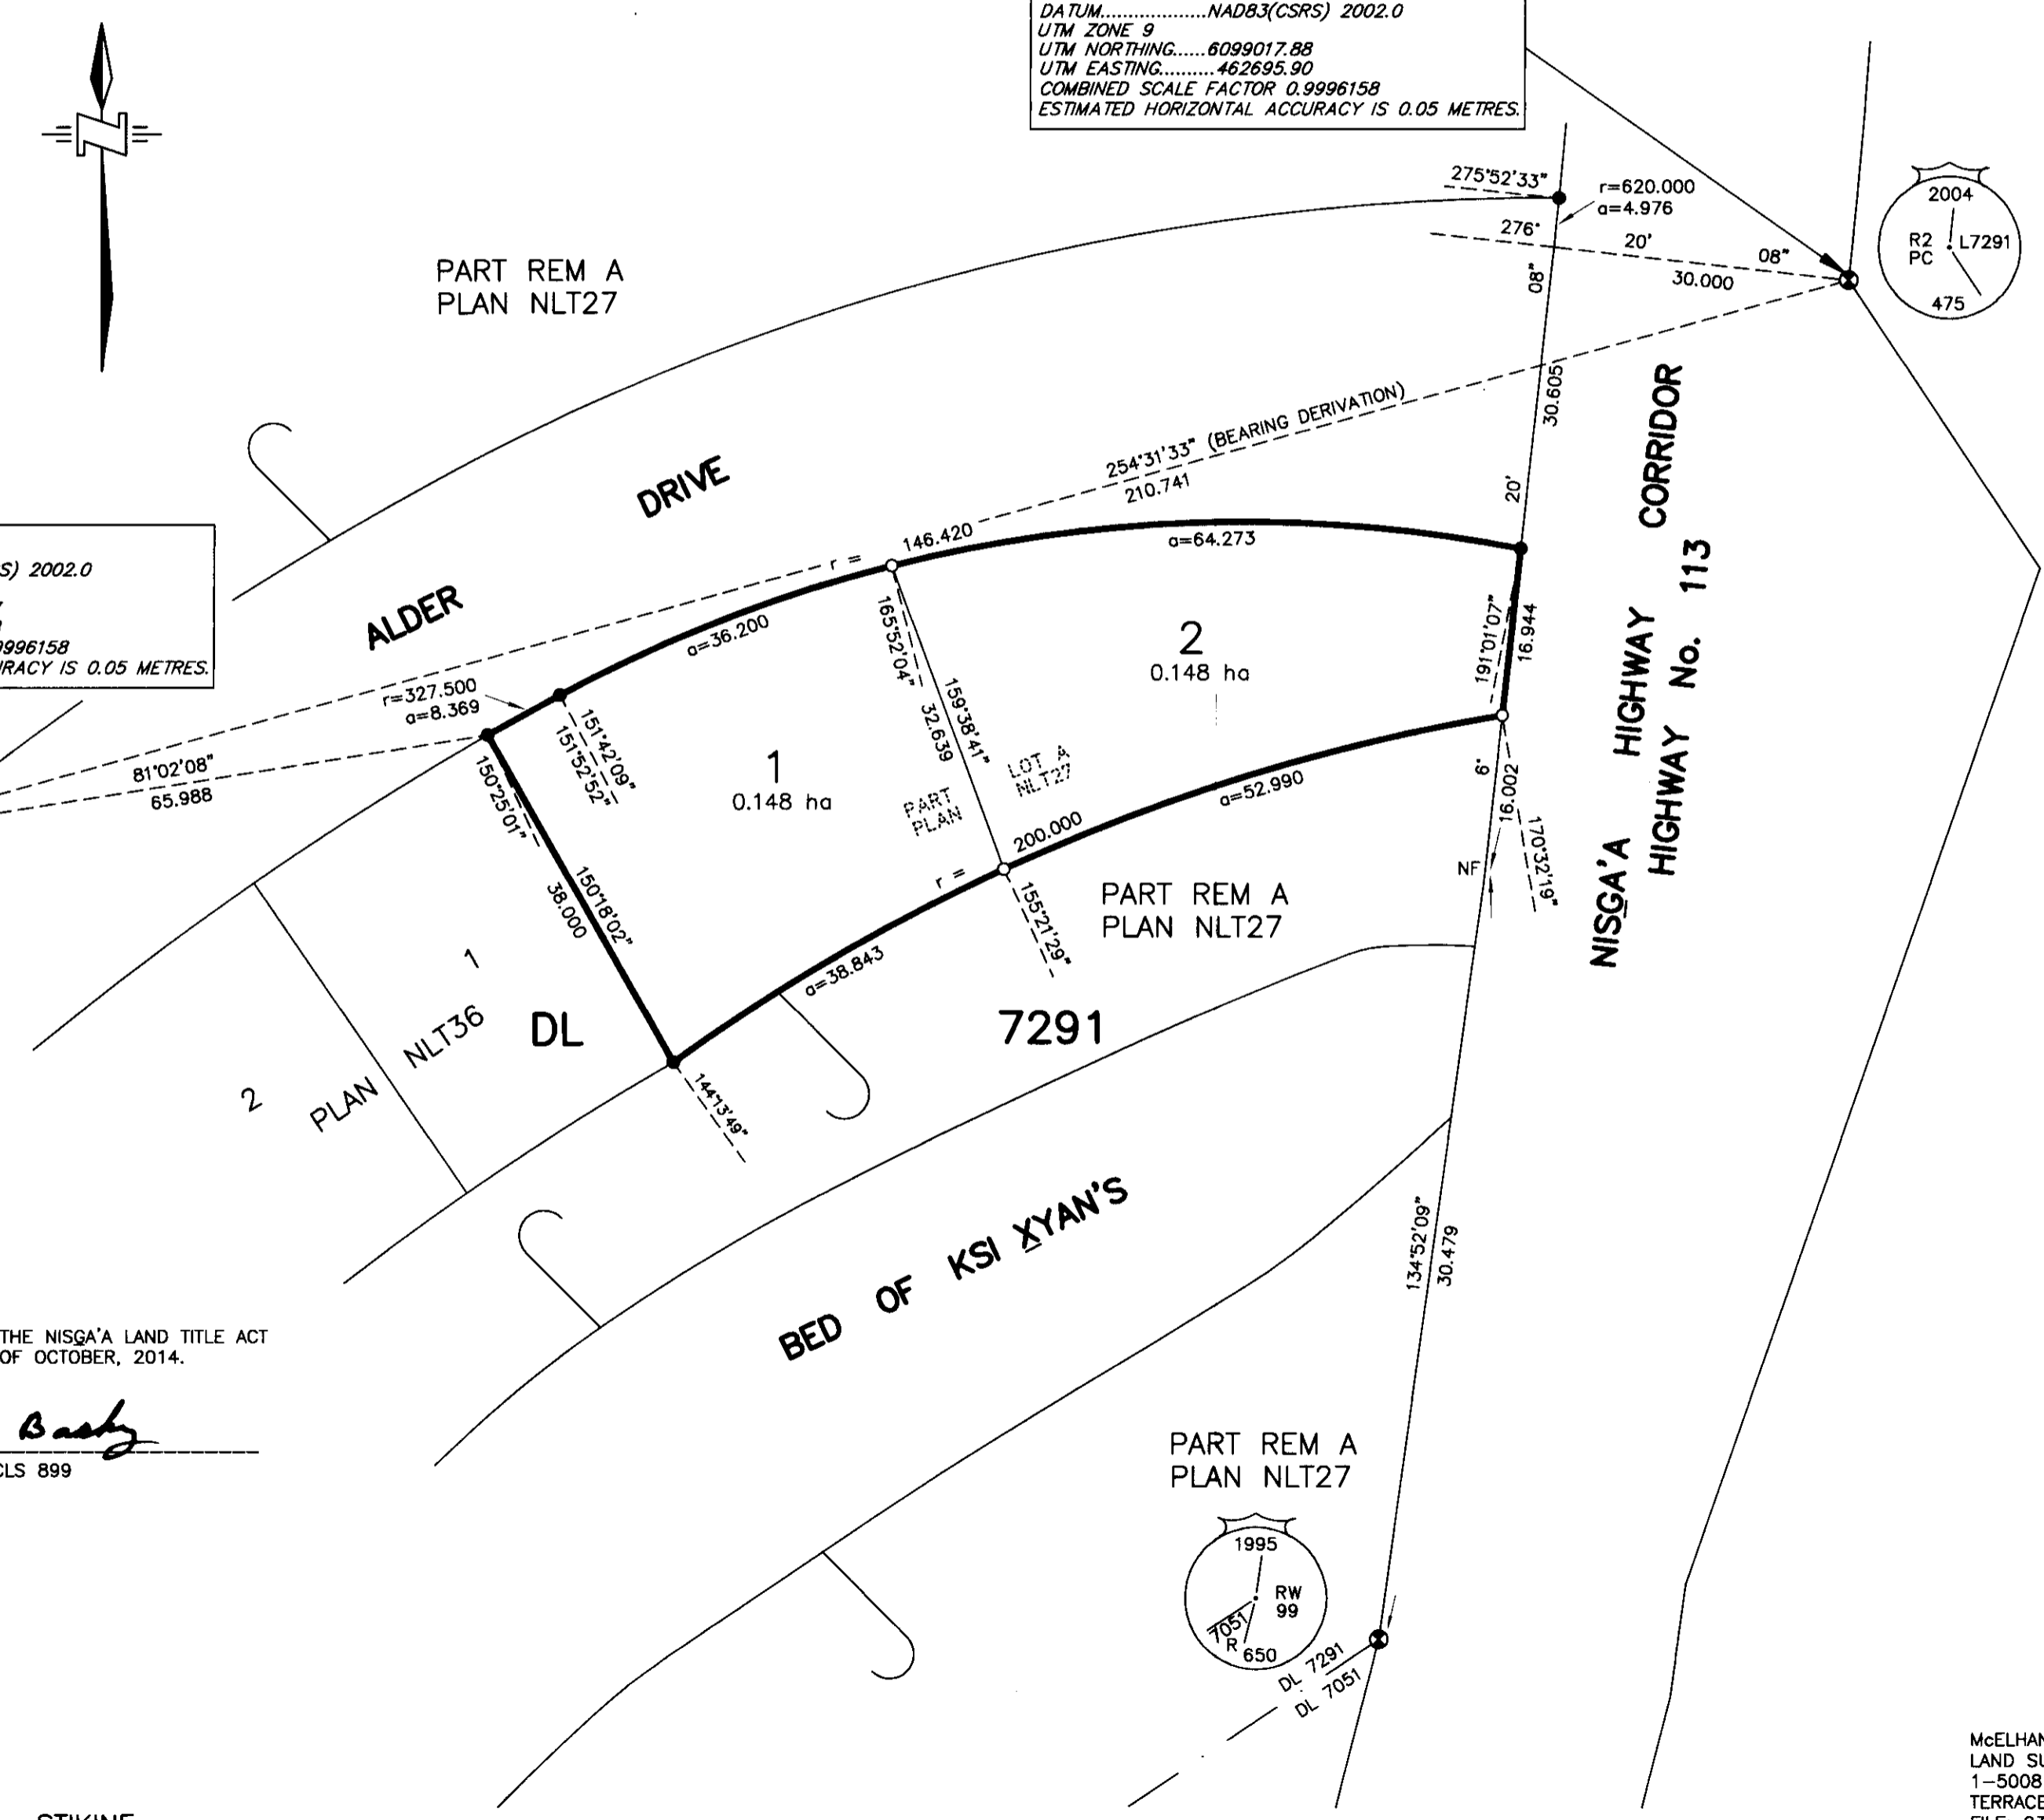 DATUM...................NAD83(CSRS) 2002.0
UTM ZONE 9
UTM NORTHING......6099017.88
UTM EASTING..........462695.90
COMBINED SCALE FACTOR 0.9996158
ESTIMATED HORIZONTAL ACCURACY IS 0.05 METRES.
N
275°52'33"
r=620.000
a=4.976
276° 20' 08"
30.000
2004
R2 L7291
PC
475
PART REM A
PLAN NLT27
6° 20' 08"
30.605
254°31'33" (BEARING DERIVATION)
210.741
NISG̲A'A HIGHWAY CORRIDOR
HIGHWAY No. 113
ALDER DRIVE
S) 2002.0
9996158
RACY IS 0.05 METRES.
r = 146.420
a=64.273
a=36.200
r=327.500
a=8.369
81°02'08"
65.988
151°42'09"
151°52'52"
165°52'04"
159°38'41"
32.639
2
0.148 ha
191°01'07"
16.944
1
0.148 ha
PART LOT A
PLAN NLT27
150°25'01"
150°18'02"
38.000
r = 200.000
a=52.990
a=38.843
155°21'29"
144°13'49"
16.002
170°32'19"
NF
PART REM A
PLAN NLT27
1
2
PLAN NLT36
DL 7291
BED OF KSI X̲YAN'S
134°52'09"
30.479
THE NISG̲A'A LAND TITLE ACT
OF OCTOBER, 2014.
CLS 899
PART REM A
PLAN NLT27
1995
RW
99
7051
R
650
DL 7291
DL 7051
McELHAN
LAND SU
1-5008
TERRACE
STIKINE